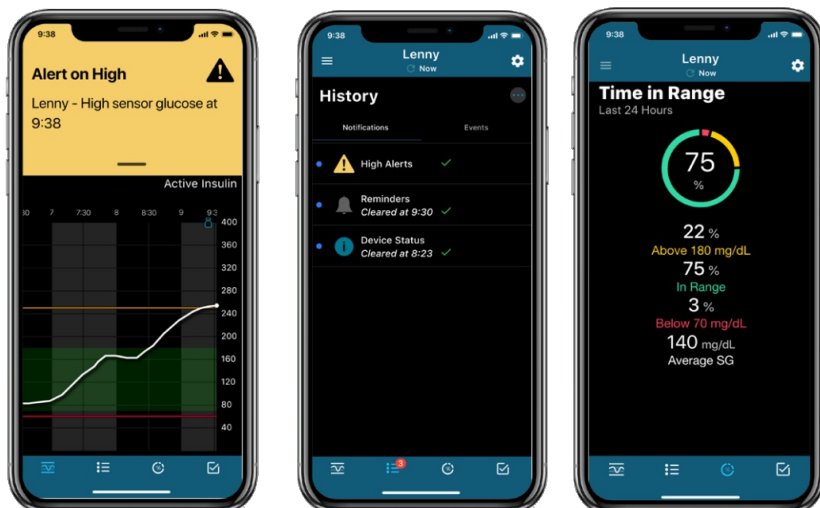 9:38
Alert on High
Lenny - High sensor glucose at
9:38
Active Insulin
7 7:30 8 8:30 9
400
360
320
280
240
200
160
120
80
40
9:38
Lenny
Now
History
Notifications Events
High Alerts
Reminders
Cleared at 9:30
Device Status
Cleared at 8:23
3
9:38
Lenny
Now
Time in Range
Last 24 Hours
75
%
22 %
Above 180 mg/dL
75 %
In Range
3 %
Below 70 mg/dL
140 mg/dL
Average SG